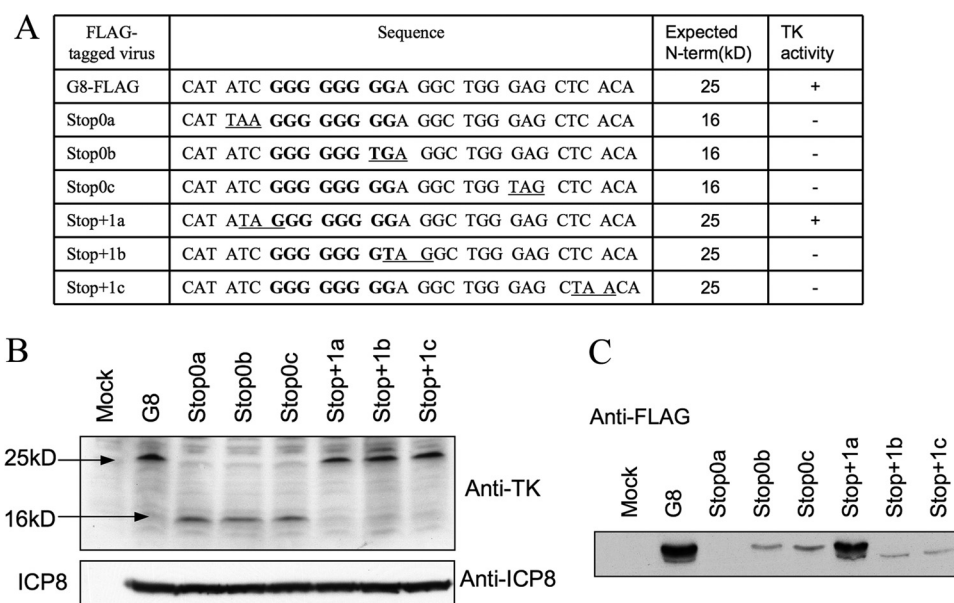 A
FLAG-tagged virus Sequence Expected N-term(kD) TK activity
G8-FLAG CAT ATC GGG GGG GGA GGC TGG GAG CTC ACA 25 +
Stop0a CAT TAA GGG GGG GGA GGC TGG GAG CTC ACA 16 -
Stop0b CAT ATC GGG GGG TGA GGC TGG GAG CTC ACA 16 -
Stop0c CAT ATC GGG GGG GGA GGC TGG TAG CTC ACA 16 -
Stop+1a CAT ATA GGGG GGG GGA GGC TGG GAG CTC ACA 25 +
Stop+1b CAT ATC GGG GGG GTA GGC TGG GAG CTC ACA 25 -
Stop+1c CAT ATC GGG GGG GGA GGC TGG GAG CTA ACA 25 -
B
Mock G8 Stop0a Stop0b Stop0c Stop+1a Stop+1b Stop+1c
25kD
16kD
Anti-TK
ICP8
Anti-ICP8
C
Anti-FLAG
Mock G8 Stop0a Stop0b Stop0c Stop+1a Stop+1b Stop+1c